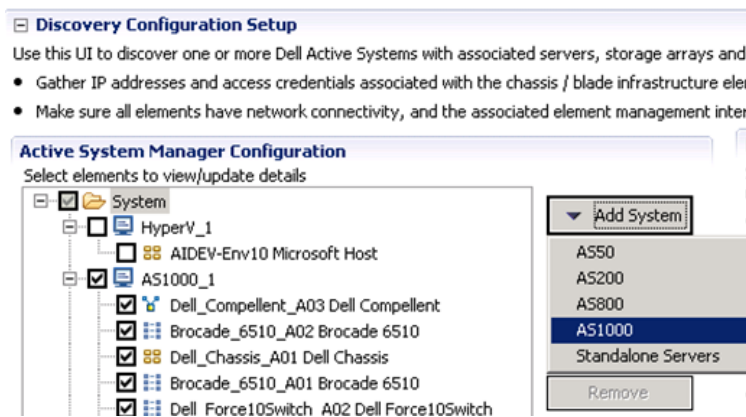 Discovery Configuration Setup
Use this UI to discover one or more Dell Active Systems with associated servers, storage arrays and
Gather IP addresses and access credentials associated with the chassis / blade infrastructure ele
Make sure all elements have network connectivity, and the associated element management inter
Active System Manager Configuration
Select elements to view/update details
System
HyperV_1
AIDEV-Env10 Microsoft Host
AS1000_1
Dell_Compellent_A03 Dell Compellent
Brocade_6510_A02 Brocade 6510
Dell_Chassis_A01 Dell Chassis
Brocade_6510_A01 Brocade 6510
Dell_Force10Switch_A02 Dell Force10Switch
Add System
AS50
AS200
AS800
AS1000
Standalone Servers
Remove